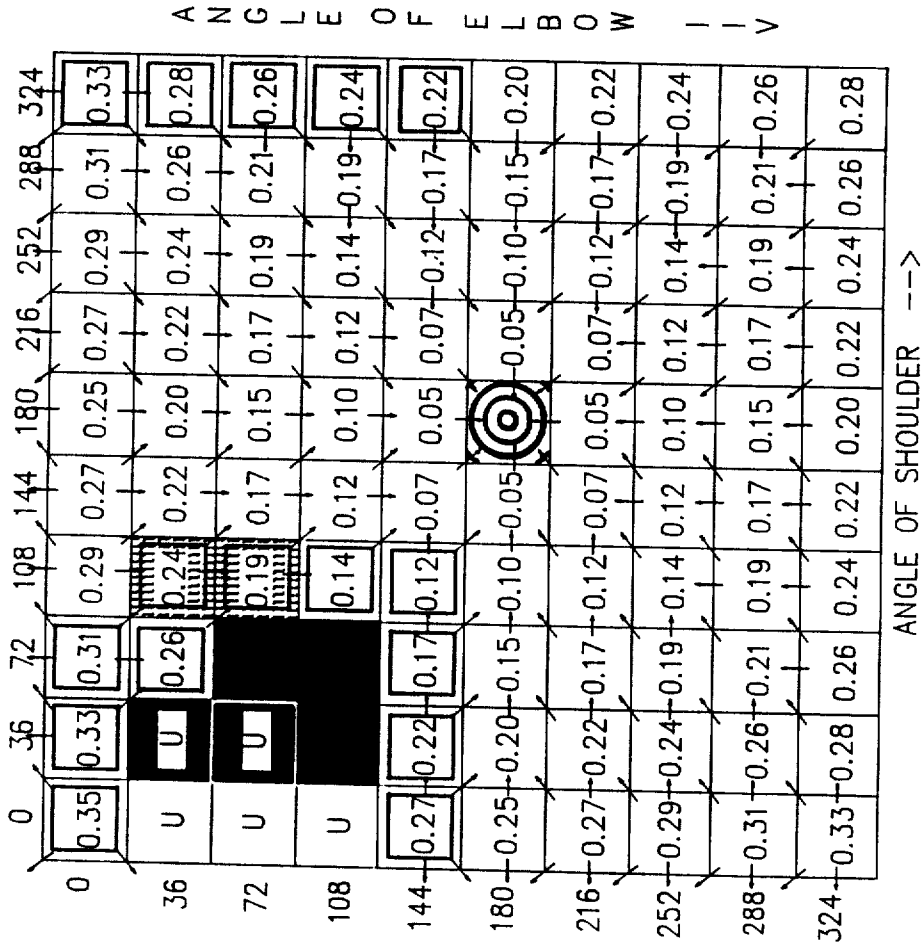 ANGLE OF ELBOW | | V
0 36 72 108 144 180 216 252 288 324
0 0.35 0.33 0.31 0.29 0.27 0.25 0.27 0.29 0.31 0.33
36 U U 0.26 0.24 0.22 0.20 0.22 0.24 0.26 0.28
72 U U 0.19 0.17 0.15 0.17 0.19 0.21 0.26
108 U 0.14 0.12 0.10 0.12 0.14 0.19 0.24
144 0.27 0.22 0.17 0.12 0.07 0.05 0.07 0.12 0.17 0.22
180 0.25 0.20 0.15 0.10 0.05 0.05 0.10 0.15 0.20
216 0.27 0.22 0.17 0.12 0.07 0.05 0.07 0.12 0.17 0.22
252 0.29 0.24 0.19 0.14 0.12 0.10 0.12 0.14 0.19 0.24
288 0.31 0.26 0.21 0.19 0.17 0.15 0.17 0.19 0.21 0.26
324 0.33 0.28 0.26 0.24 0.22 0.20 0.22 0.24 0.26 0.28
ANGLE OF SHOULDER -->